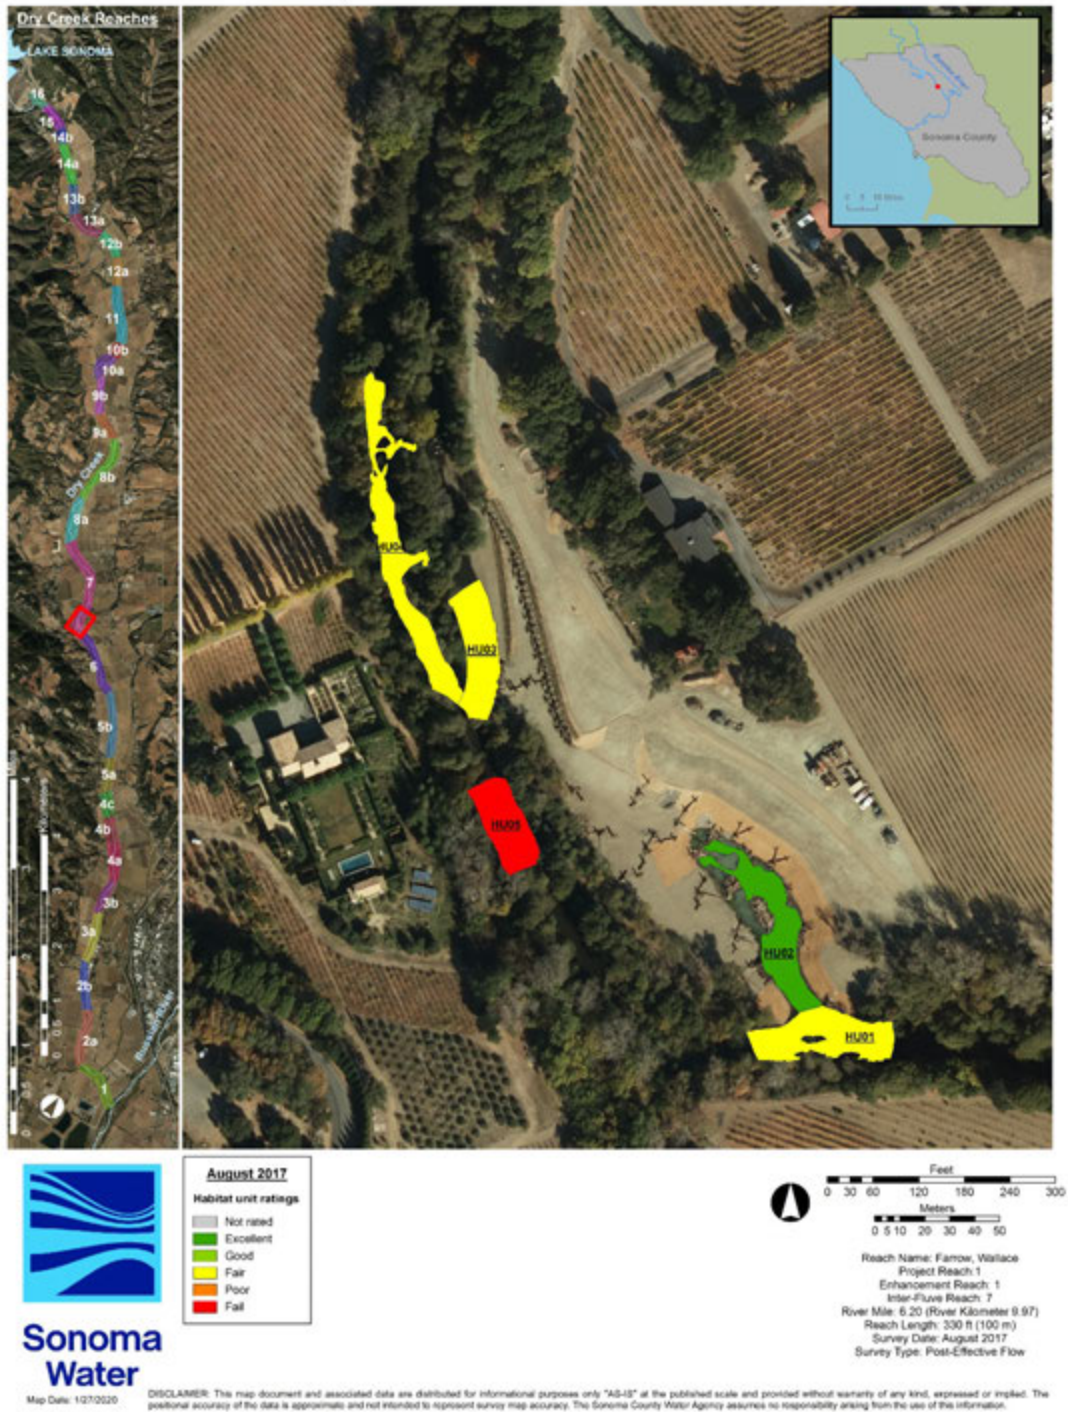 Dry Creek Reaches
LAKE SONOMA
16
15
14b
14a
13b
13a
12b
12a
11
10b
10a
9b
9a
8b
Dry Creek
8a
7
6
5b
5a
4c
4b
4a
3b
3a
2b
2a
Russian River
1
Russian River
Sonoma County
0 5 10 Miles
HU04
HU03
HU05
HU02
HU01
Sonoma
Water
Map Date: 1/27/2020
August 2017
Habitat unit ratings
Not rated
Excellent
Good
Fair
Poor
Fail
Feet
0 30 60 120 180 240 300
Meters
0 5 10 20 30 40 50
Reach Name: Farrow, Wallace
Project Reach:1
Enhancement Reach: 1
Inter-Fluve Reach: 7
River Mile: 6.20 (River Kilometer 9.97)
Reach Length: 330 ft (100 m)
Survey Date: August 2017
Survey Type: Post-Effective Flow
DISCLAIMER: This map document and associated data are distributed for informational purposes only "AS-IS" at the published scale and provided without warranty of any kind, expressed or implied. The
positional accuracy of the data is approximate and not intended to represent survey map accuracy. The Sonoma County Water Agency assumes no responsibility arising from the use of this information.